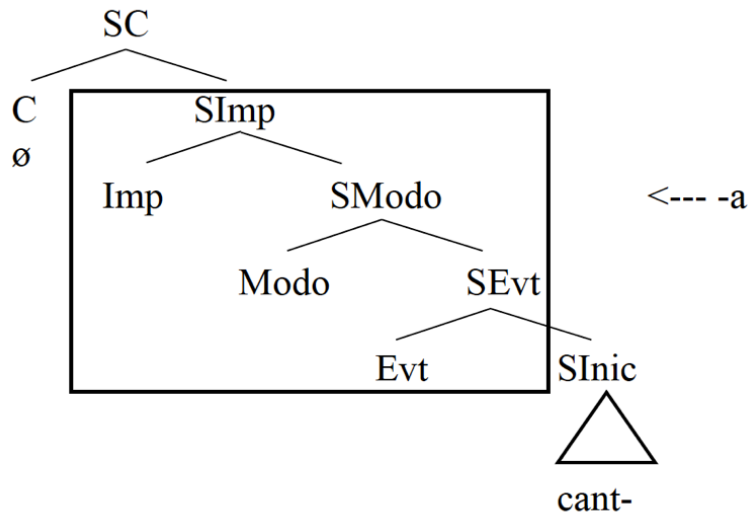 SC
C SImp
ø
Imp SModo <--- -a
Modo SEvt
Evt SInic
cant-